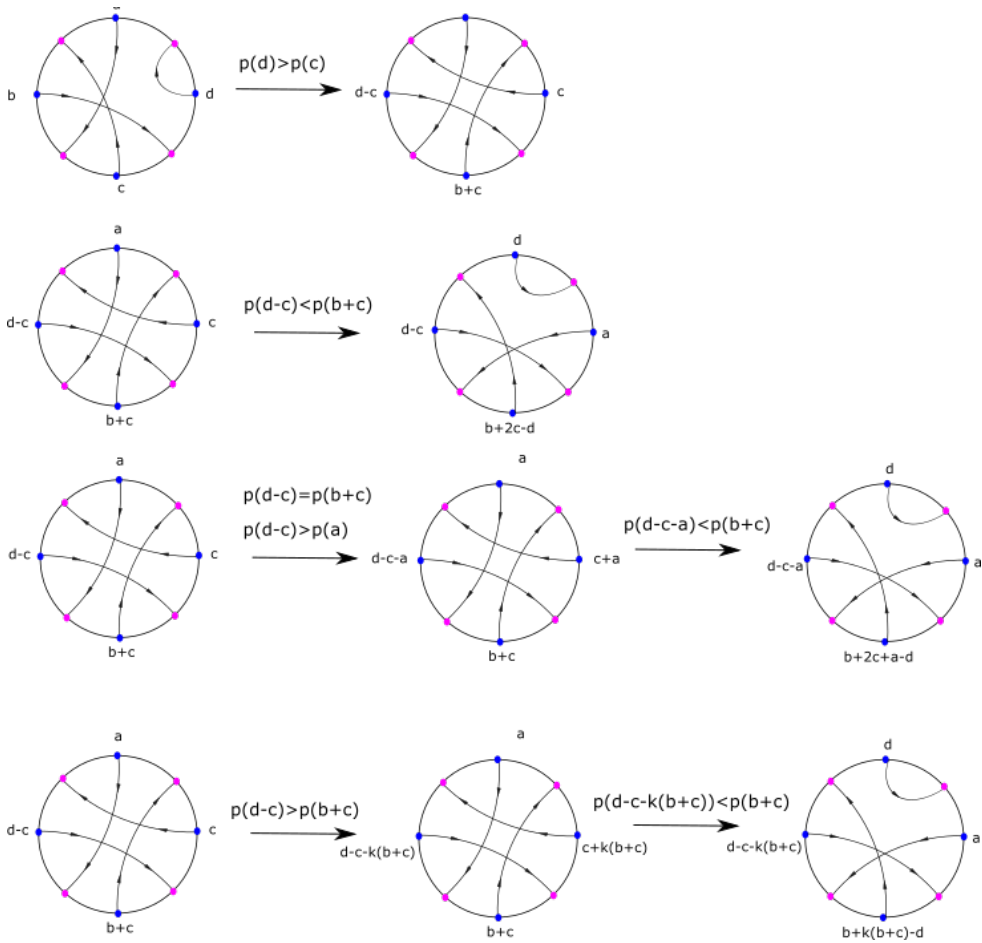 p(d)>p(c)
b
d
d-c
c
c
b+c
a
d
p(d-c)<p(b+c)
d-c
c
d-c
a
b+c
b+2c-d
a
p(d-c)=p(b+c)
a
d
p(d-c)>p(a)
p(d-c-a)<p(b+c)
d-c
c
d-c-a
c+a
d-c-a
a
b+c
b+c
b+2c+a-d
a
a
d
p(d-c)>p(b+c)
p(d-c-k(b+c))<p(b+c)
d-c
c
d-c-k(b+c)
c+k(b+c)
d-c-k(b+c)
a
b+c
b+c
b+k(b+c)-d